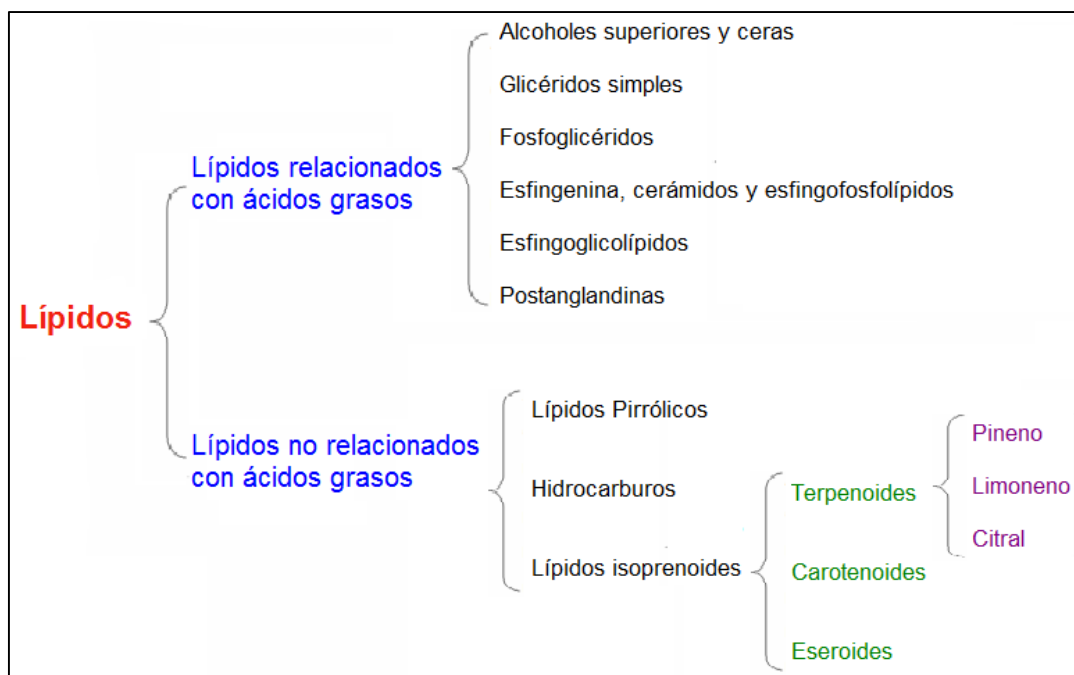 Lípidos
Lípidos relacionados
con ácidos grasos
Alcoholes superiores y ceras
Glicéridos simples
Fosfoglicéridos
Esfingenina, cerámidos y esfingofosfolípidos
Esfingoglicolípidos
Postanglandinas
Lípidos no relacionados
con ácidos grasos
Lípidos Pirrólicos
Hidrocarburos
Lípidos isoprenoides
Terpenoides
Pineno
Limoneno
Citral
Carotenoides
Eseroides